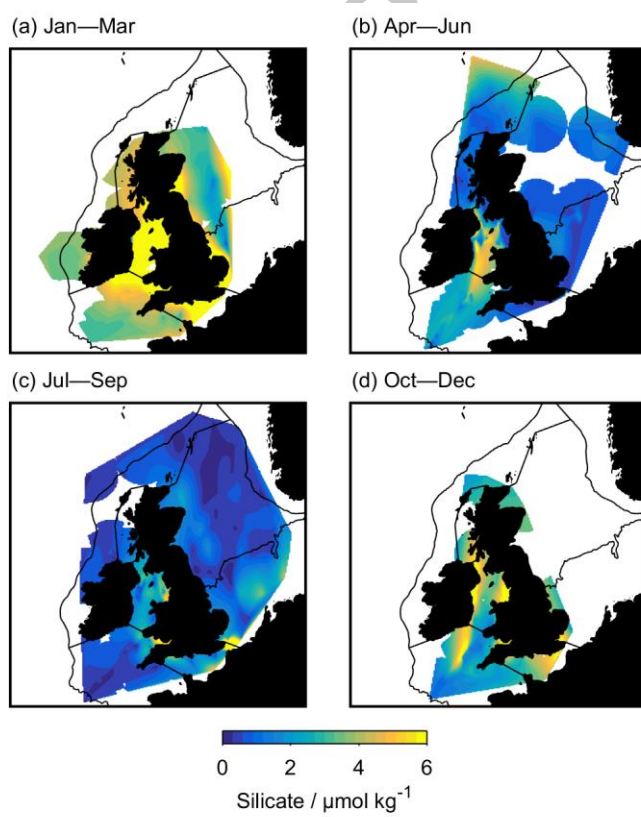 (a) Jan—Mar
(b) Apr—Jun
(c) Jul—Sep
(d) Oct—Dec
0 2 4 6
Silicate / μmol kg⁻¹